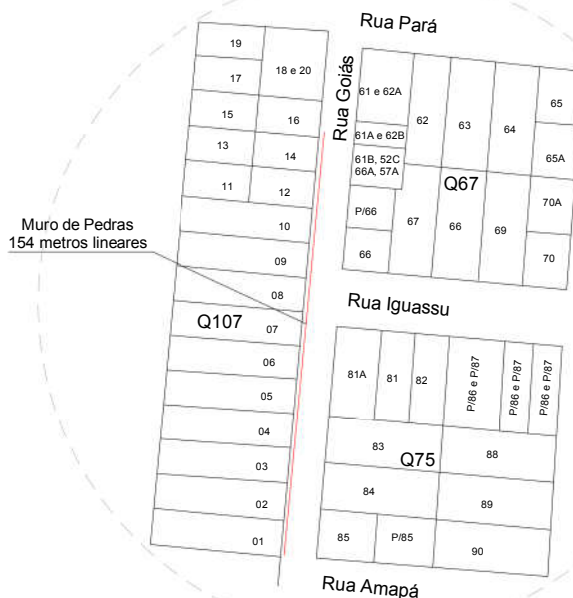 Rua Pará
19
18 e 20
17
15
16
13
14
11
12
10
09
08
07
06
05
04
03
02
01
Q107
Muro de Pedras
154 metros lineares
Rua Goiás
61 e 62A
61A e 62B
61B, 52C
66A, 57A
P/66
66
62
63
64
65
65A
Q67
67
66
69
70A
70
Rua Iguassu
81A
81
82
P/86 e P/87
P/86 e P/87
P/86 e P/87
83
Q75
88
84
89
85
P/85
90
Rua Amapá